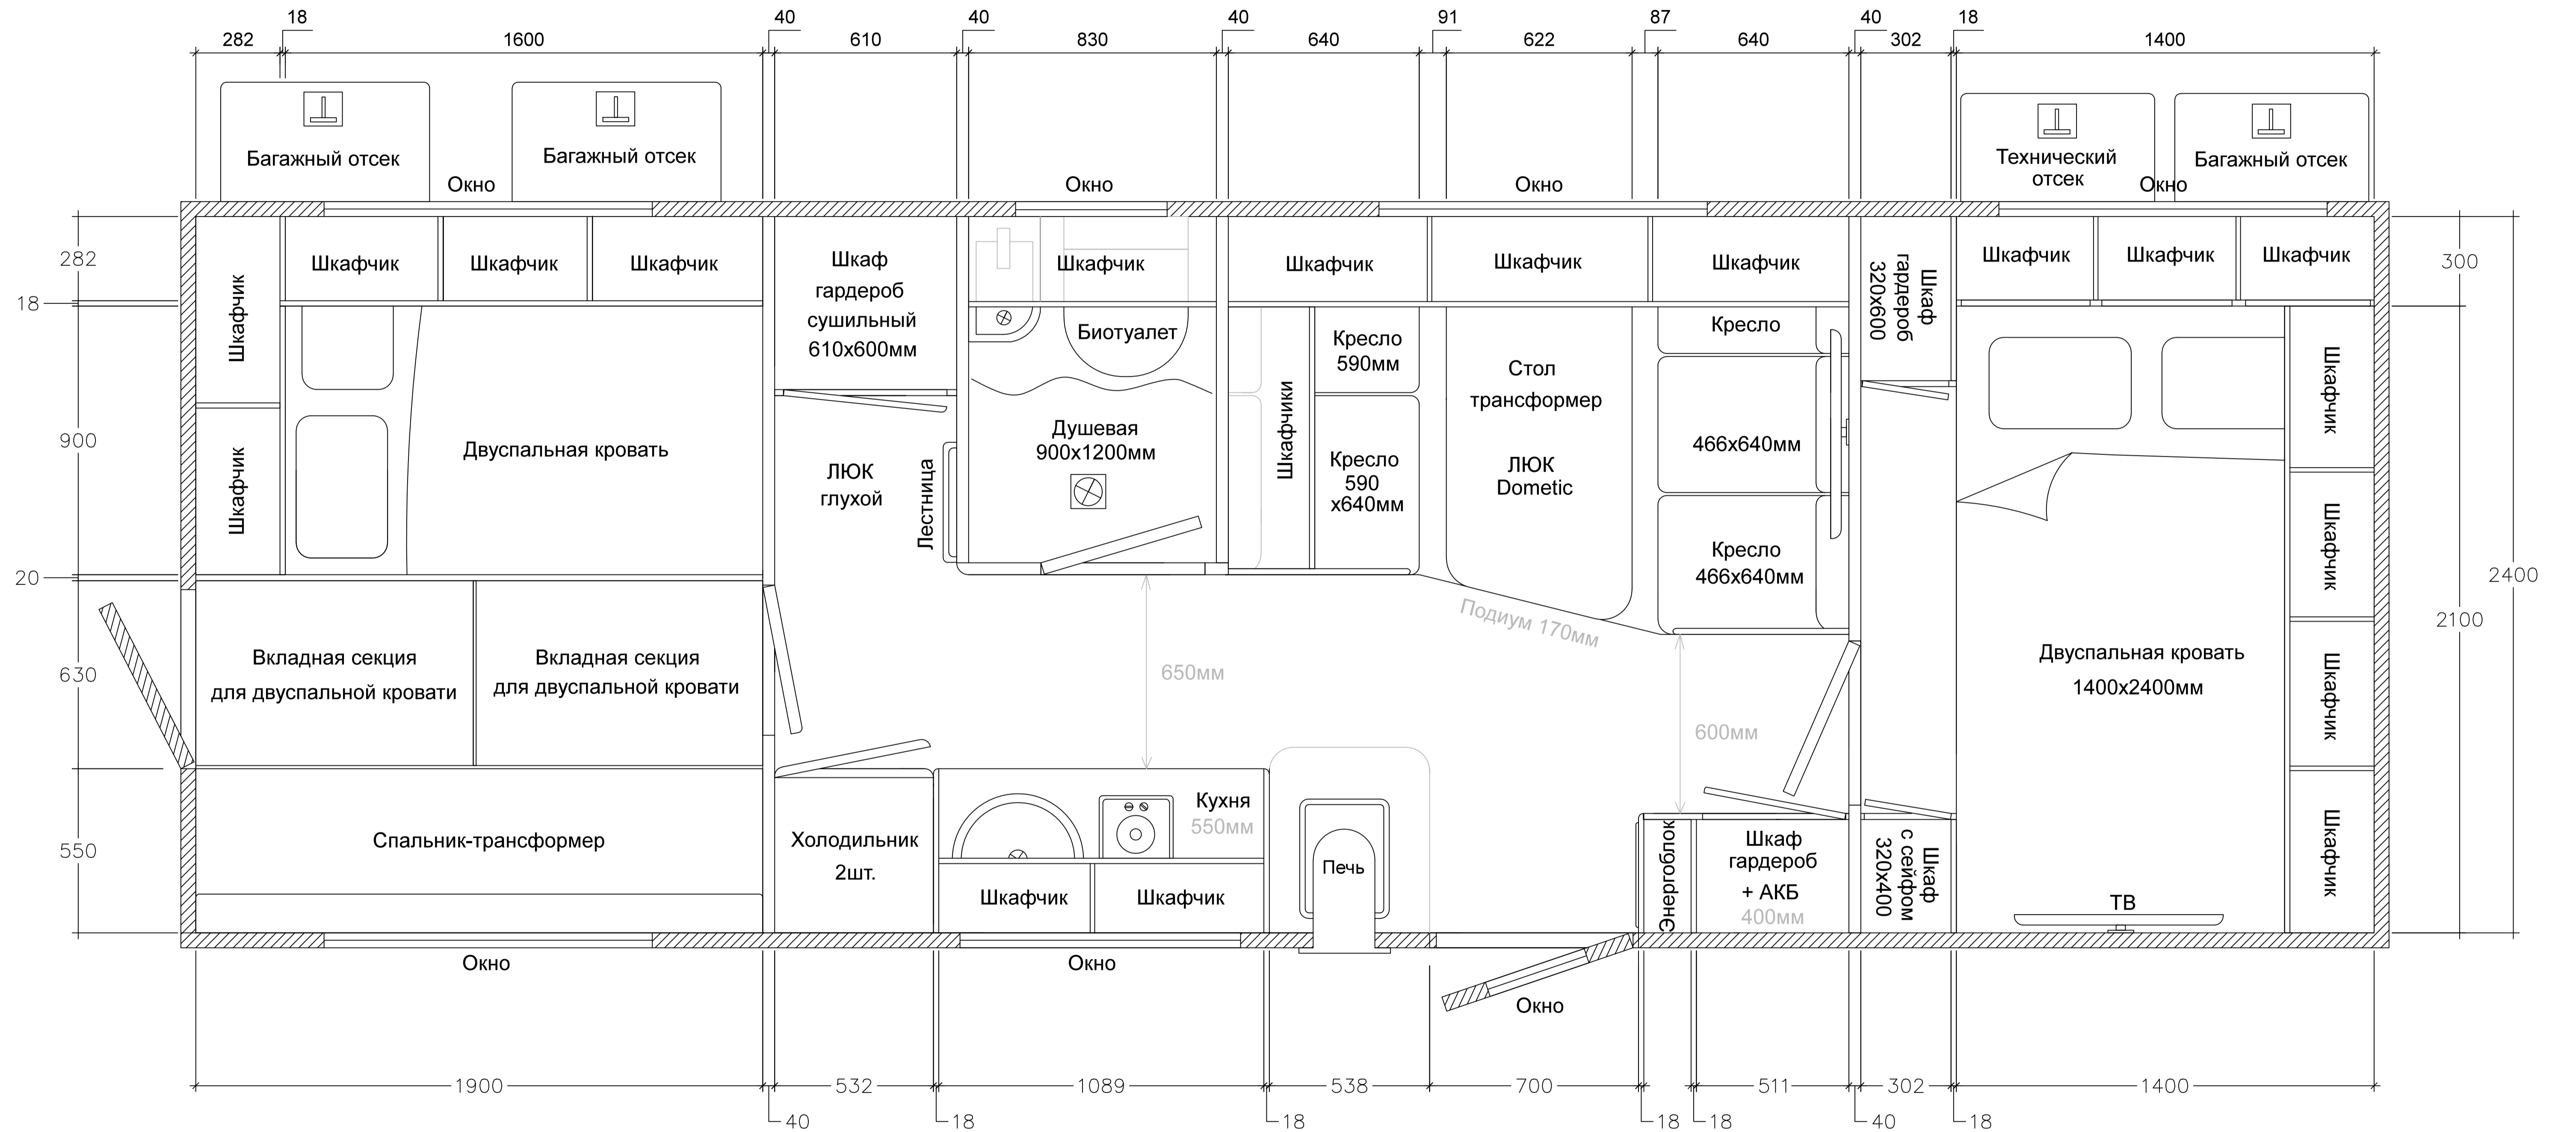 18
40
40
40
91
87
40
18
282
1600
610
830
640
622
640
302
1400
Багажный отсек
Багажный отсек
Технический
отсек
Багажный отсек
Окно
Окно
Окно
Окно
282
18
900
20
630
550
300
2100
2400
Шкафчик
Шкафчик
Шкафчик
Шкафчик
Шкафчик
Двуспальная кровать
Вкладная секция
для двуспальной кровати
Вкладная секция
для двуспальной кровати
Спальник-трансформер
Шкаф
гардероб
сушильный
610х600мм
ЛЮК
глухой
Лестница
Шкафчик
Биотуалет
Душевая
900х1200мм
Шкафчик
Шкафчик
Шкафчик
Шкафчики
Кресло
590мм
Кресло
590
х640мм
Стол
трансформер
ЛЮК
Dometic
Кресло
466х640мм
Кресло
466х640мм
Подиум 170мм
650мм
600мм
Шкаф
гардероб
320х600
Шкафчик
Шкафчик
Шкафчик
Шкафчик
Шкафчик
Шкафчик
Шкафчик
Двуспальная кровать
1400х2400мм
ТВ
Холодильник
2шт.
Кухня
550мм
Шкафчик
Шкафчик
Печь
Энергоблок
Шкаф
гардероб
+ АКБ
400мм
Шкаф
с сейфом
320х400
Окно
Окно
Окно
1900
532
1089
538
700
511
302
1400
40
18
18
18
18
40
18